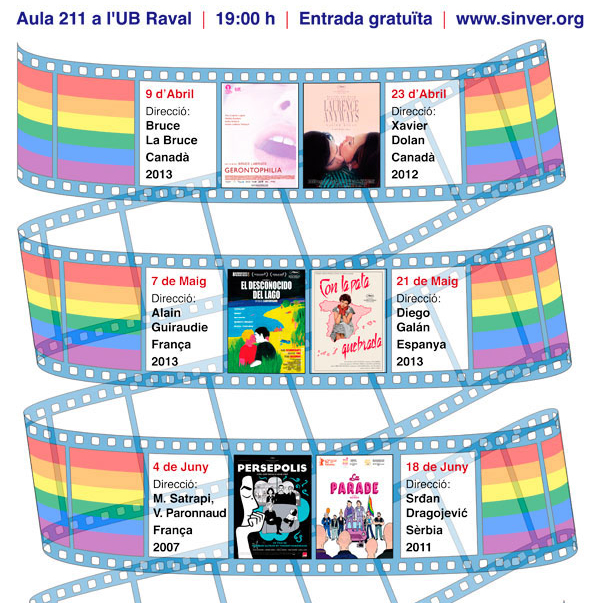 Aula 211 a l'UB Raval | 19:00 h | Entrada gratuïta | www.sinver.org
9 d'Abril
Direcció:
Bruce
La Bruce
Canadà
2013
GERONTOPHILIA
LAURENCE
ANYWAYS
23 d'Abril
Direcció:
Xavier
Dolan
Canadà
2012
7 de Maig
Direcció:
Alain
Guiraudie
França
2013
EL DESCONOCIDO
DEL LAGO
Con la pata
quebrada
21 de Maig
Direcció:
Diego
Galán
Espanya
2013
4 de Juny
Direcció:
M. Satrapi,
V. Paronnaud
França
2007
PERSEPOLIS
La
PARADE
18 de Juny
Direcció:
Srđan
Dragojević
Sèrbia
2011